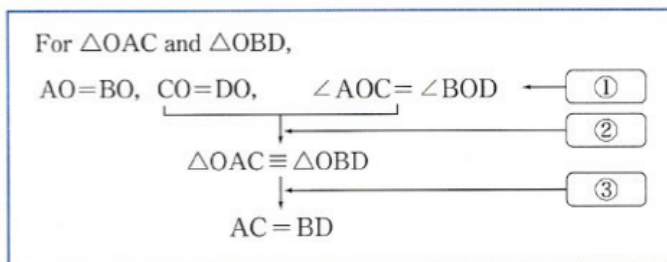 For △OAC and △OBD,
AO=BO, CO=DO, ∠AOC=∠BOD ①
②
△OAC≡△OBD
③
AC=BD